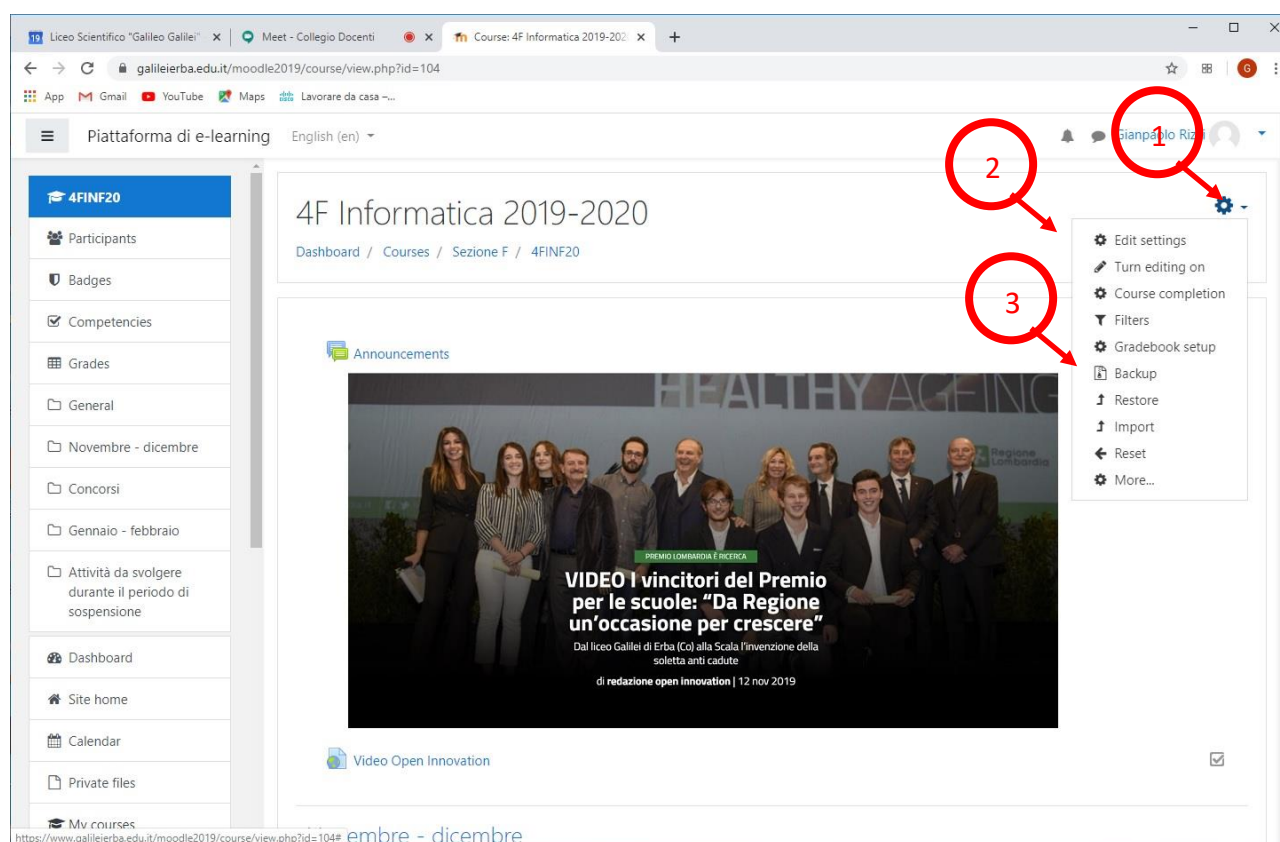 19 Liceo Scientifico "Galileo Galilei"
Meet - Collegio Docenti
Course: 4F Informatica 2019-202
galileierba.edu.it/moodle2019/course/view.php?id=104
G
App Gmail YouTube Maps Lavorare da casa –...
Piattaforma di e-learning English (en)
Gianpaolo Rizzi
1
2
3
4FINF20
Participants
Badges
Competencies
Grades
General
Novembre - dicembre
Concorsi
Gennaio - febbraio
Attività da svolgere
durante il periodo di
sospensione
Dashboard
Site home
Calendar
Private files
My courses
4F Informatica 2019-2020
Dashboard / Courses / Sezione F / 4FINF20
Edit settings
Turn editing on
Course completion
Filters
Gradebook setup
Backup
Restore
Import
Reset
More...
Announcements
HEALTHY AGEING
Regione
Lombardia
PREMIO LOMBARDIA È RICERCA
VIDEO I vincitori del Premio
per le scuole: “Da Regione
un’occasione per crescere”
Dal liceo Galilei di Erba (Co) alla Scala l’invenzione della
soletta anti cadute
di redazione open innovation | 12 nov 2019
Video Open Innovation
embre - dicembre
https://www.galileierba.edu.it/moodle2019/course/view.php?id=104#